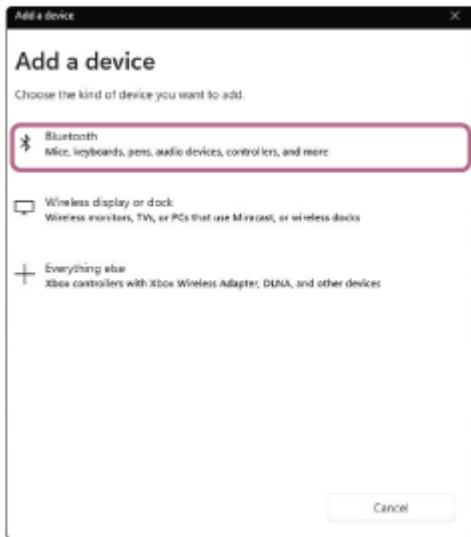 Add a device
Add a device
Choose the kind of device you want to add.
Bluetooth
Mice, keyboards, pens, audio devices, controllers, and more
Wireless display or dock
Wireless monitors, TVs, or PCs that use Miracast, or wireless docks
Everything else
Xbox controllers with Xbox Wireless Adapter, DLNA, and other devices
Cancel